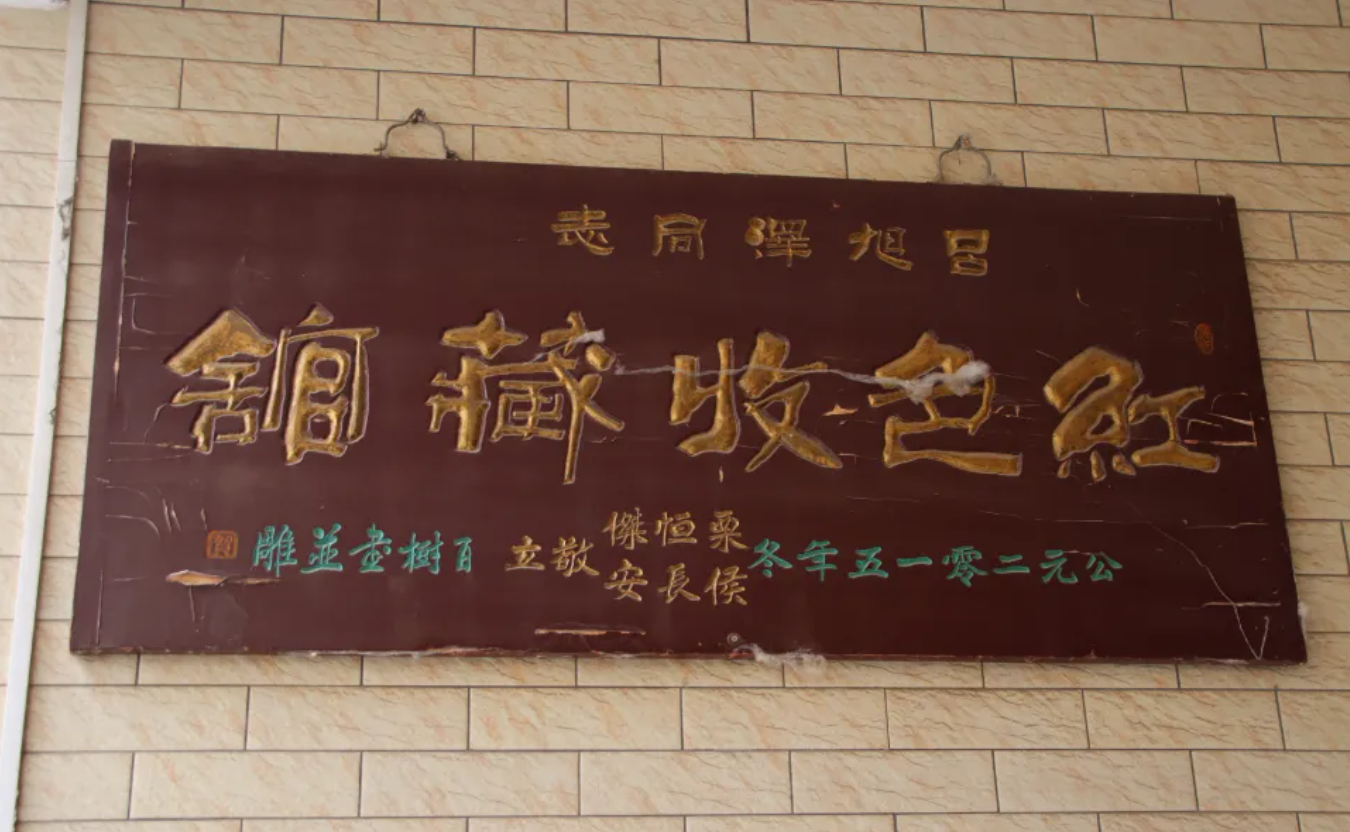 呂旭澤同志
紅色收藏館
公元二零一五年冬
栗恒傑
侯長安
敬立
百樹書並雕